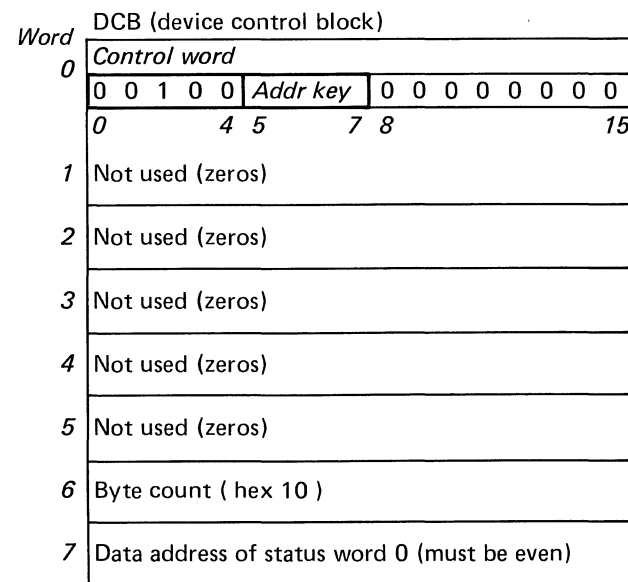 DCB (device control block)
Word
0 Control word
0 0 1 0 0 Addr key 0 0 0 0 0 0 0 0
0 4 5 7 8 15
1 Not used (zeros)
2 Not used (zeros)
3 Not used (zeros)
4 Not used (zeros)
5 Not used (zeros)
6 Byte count ( hex 10 )
7 Data address of status word 0 (must be even)